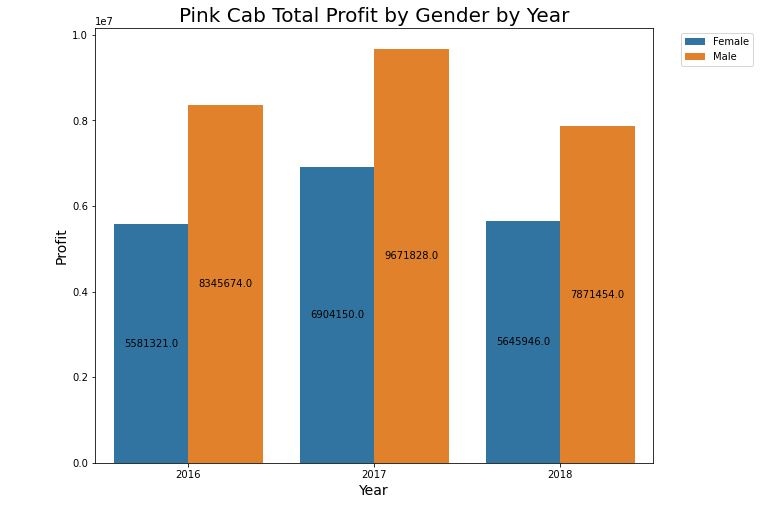 Pink Cab Total Profit by Gender by Year
1e7
Female
Male
1.0
0.8
0.6
0.4
0.2
0.0
Profit
5581321.0
8345674.0
6904150.0
9671828.0
5645946.0
7871454.0
2016
2017
2018
Year